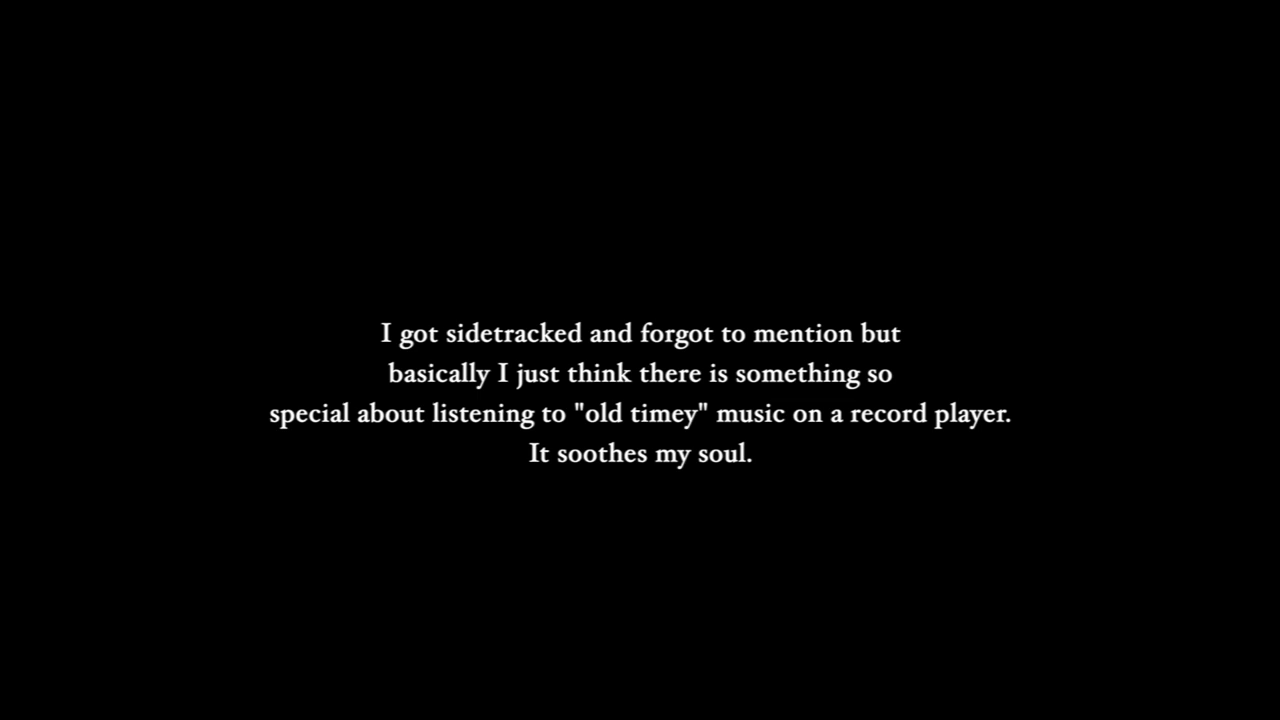 I got sidetracked and forgot to mention but
basically I just think there is something so
special about listening to "old timey" music on a record player.
It soothes my soul.